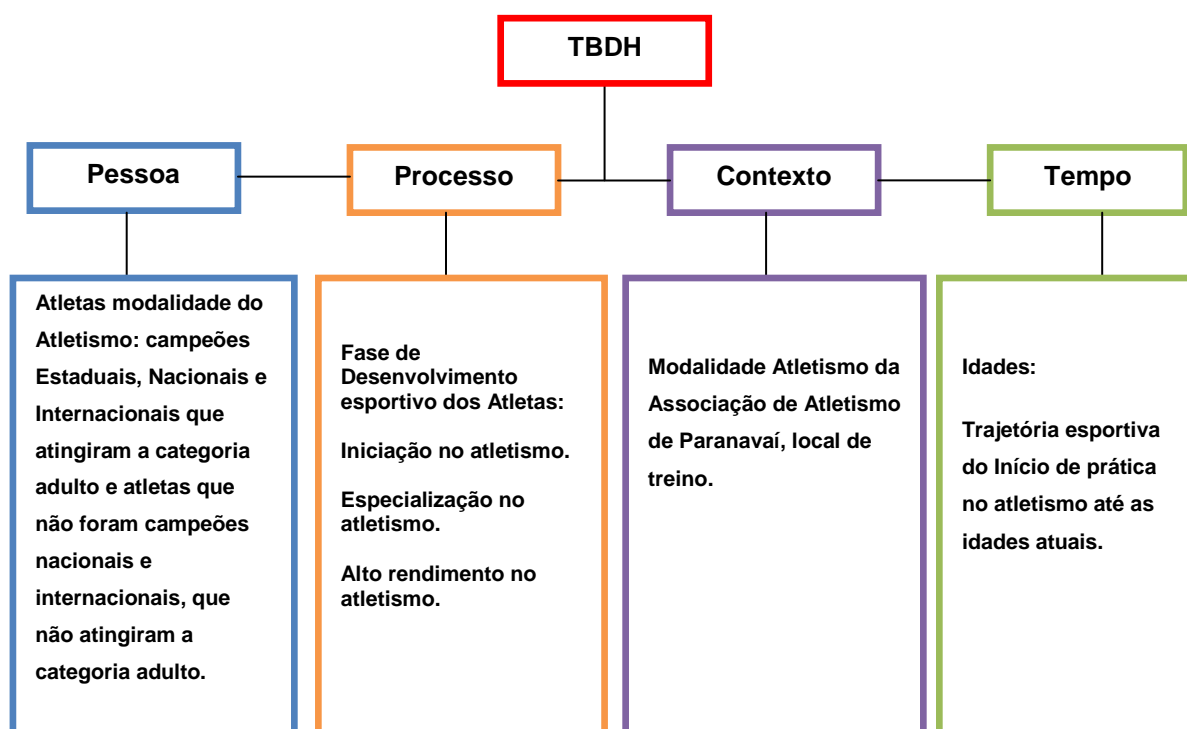 TBDH
Pessoa
Processo
Contexto
Tempo
Atletas modalidade do
Atletismo: campeões
Estaduais, Nacionais e
Internacionais que
atingiram a categoria
adulto e atletas que
não foram campeões
nacionais e
internacionais, que
não atingiram a
categoria adulto.
Fase de
Desenvolvimento
esportivo dos Atletas:
Iniciação no atletismo.
Especialização no
atletismo.
Alto rendimento no
atletismo.
Modalidade Atletismo da
Associação de Atletismo
de Paranavaí, local de
treino.
Idades:
Trajetória esportiva
do Início de prática
no atletismo até as
idades atuais.